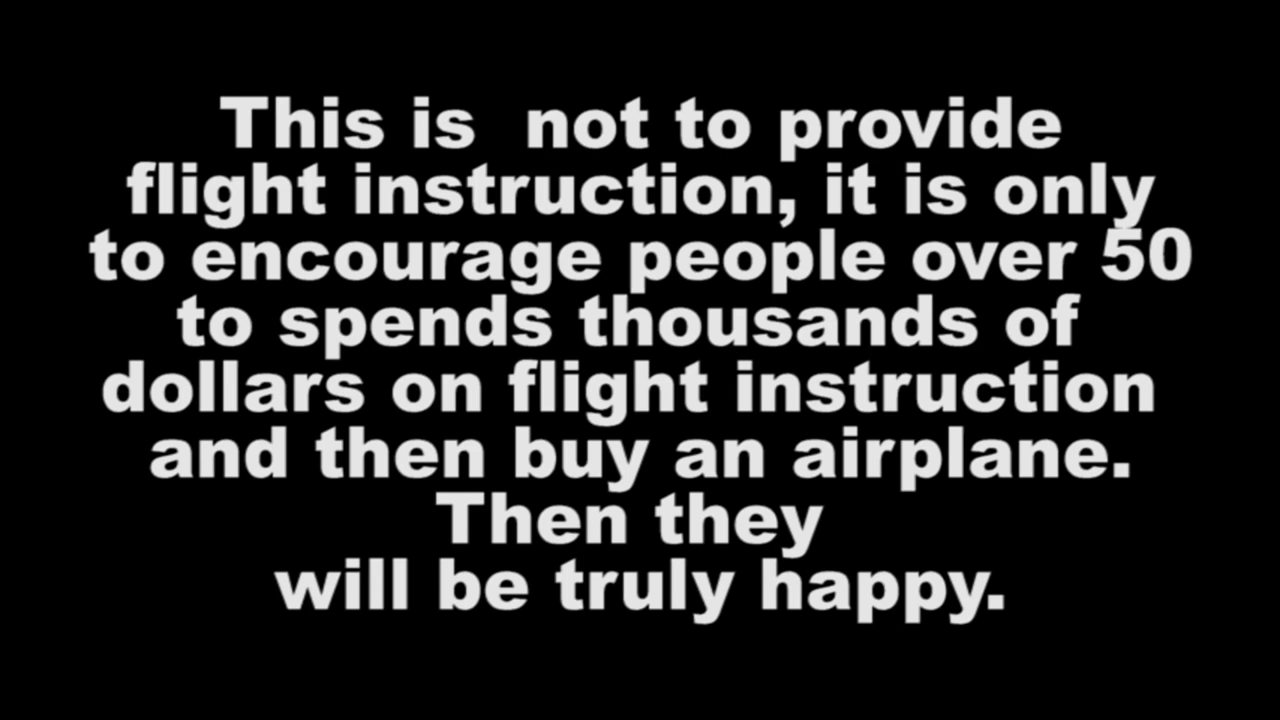 This is  not to provide
flight instruction, it is only
to encourage people over 50
to spends thousands of
dollars on flight instruction
and then buy an airplane.
Then they
will be truly happy.